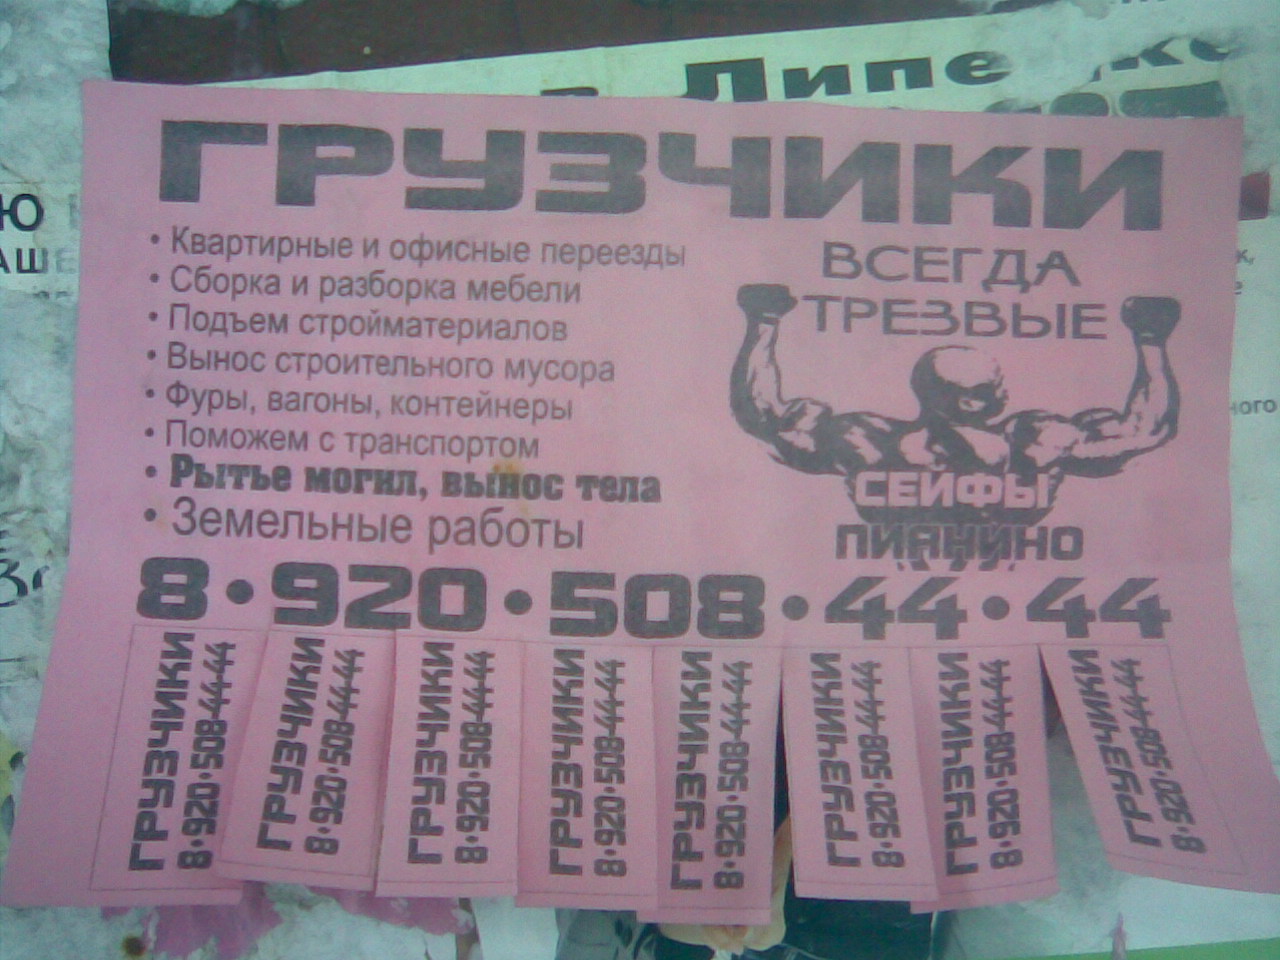 Липе
ГРУЗЧИКИ
• Квартирные и офисные переезды
• Сборка и разборка мебели
• Подъем стройматериалов
• Вынос строительного мусора
• Фуры, вагоны, контейнеры
• Поможем с транспортом
• Рытье могил, вынос тела
• Земельные работы
ВСЕГДА
ТРЕЗВЫЕ
СЕЙФЫ
ПИАНИНО
8•920•508•44•44
ГРУЗЧИКИ
8•920•508-44-44
ГРУЗЧИКИ
8•920•508-44-44
ГРУЗЧИКИ
8•920•508-44-44
ГРУЗЧИКИ
8•920•508-44-44
ГРУЗЧИКИ
8•920•508-44-44
ГРУЗЧИКИ
8•920•508-44-44
ГРУЗЧИКИ
8•920•508-44-44
ГРУЗЧИКИ
8•920•508-44-44